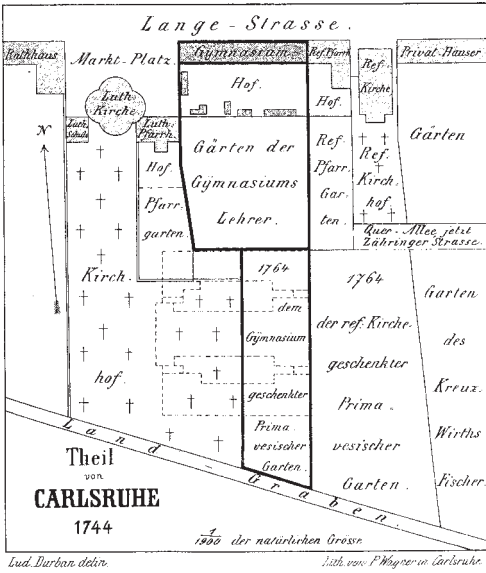 Lange-Strasse.
Rathhaus
Markt-Platz.
Gymnasium
Ref. Pfarrh.
Ref. Kirche
Privat-Häuser
Hof.
Hof.
Luth. Kirche
Luth. Schule
Luth. Pfarrh.
N
Gärten der
Gymnasiums
Lehrer.
Ref.
Pfarr
Gar-
ten.
Ref.
Kirch
hof
Gärten
Hof.
Pfarr
garten.
Quer-Allee jetzt
Zähringer Strasse.
Kirch
hof.
1764
dem
Gymnasium
geschenkter
Prima
vesischer
Garten.
1764
der ref. Kirche
geschenkter
Prima
vesischer
Garten.
Garten
des
Kreuz
Wirths
Fischer.
Land-Graben.
Theil
von
CARLSRUHE
1744
1/1900 der natürlichen Grösse
Lud. Durban delin.
Lith. von P. Wagner in Carlsruhe.